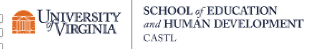 UNIVERSITY
of VIRGINIA
SCHOOL of EDUCATION
and HUMAN DEVELOPMENT
CASTL